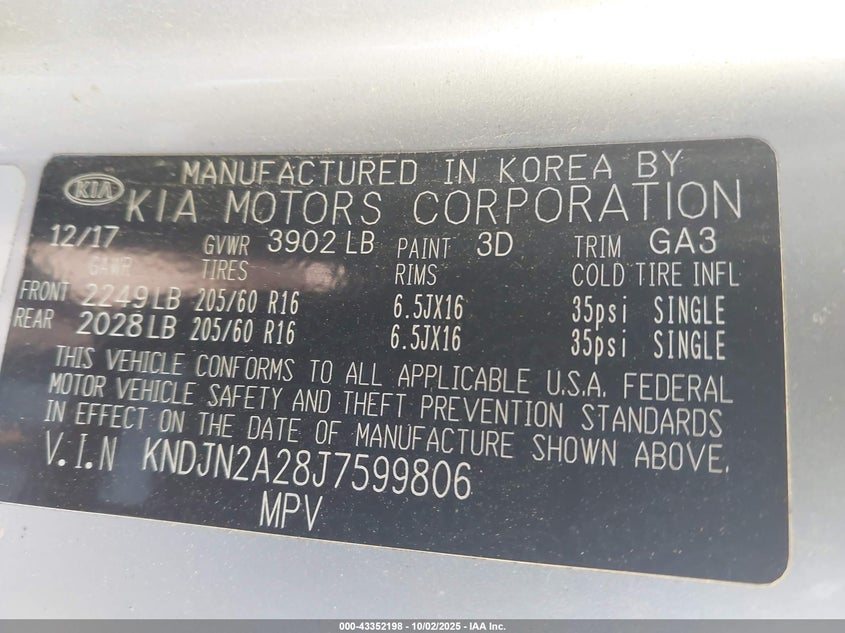 MANUFACTURED IN KOREA BY
KIA KIA MOTORS CORPORATION
12/17 GVWR 3902 LB PAINT 3D TRIM GA3
GAWR TIRES RIMS COLD TIRE INFL
FRONT 2249 LB 205/60 R16 6.5JX16 35psi SINGLE
REAR 2028 LB 205/60 R16 6.5JX16 35psi SINGLE
THIS VEHICLE CONFORMS TO ALL APPLICABLE U.S.A. FEDERAL
MOTOR VEHICLE SAFETY AND THEFT PREVENTION STANDARDS
IN EFFECT ON THE DATE OF MANUFACTURE SHOWN ABOVE.
V.I.N KNDJN2A28J7599806
MPV
000-43352198 - 10/02/2025 - IAA Inc.